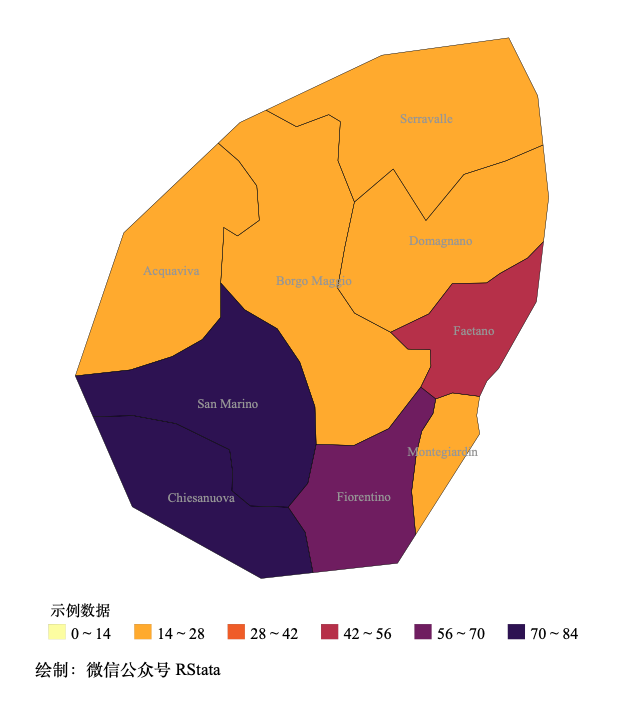 Serravalle
Domagnano
Acquaviva
Borgo Maggio
Faetano
San Marino
Montegiardin
Chiesanuova
Fiorentino
示例数据
0 ~ 14 14 ~ 28 28 ~ 42 42 ~ 56 56 ~ 70 70 ~ 84
绘制：微信公众号 RStata